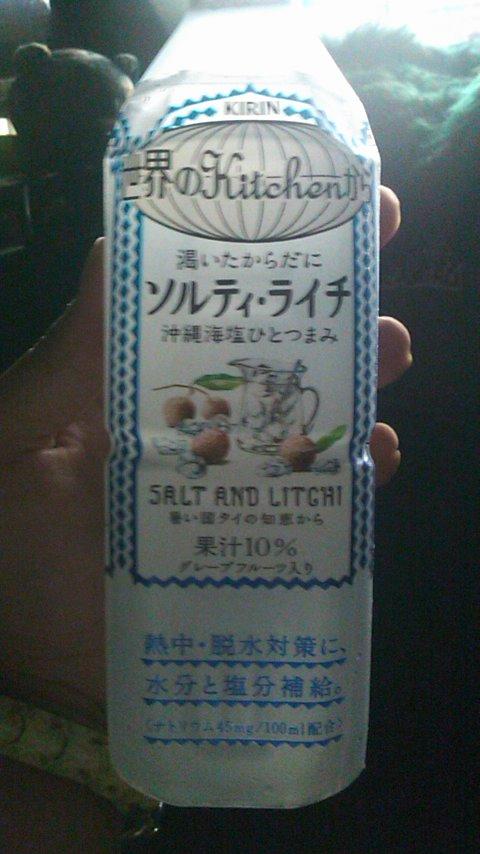 KIRIN
世界のKitchenから
渇いたからだに
ソルティ・ライチ
沖縄海塩ひとつまみ
SALT AND LITCHI
暑い国タイの知恵から
果汁10%
グレープフルーツ入り
熱中・脱水対策に、
水分と塩分補給。
(ナトリウム45mg/100ml配合)